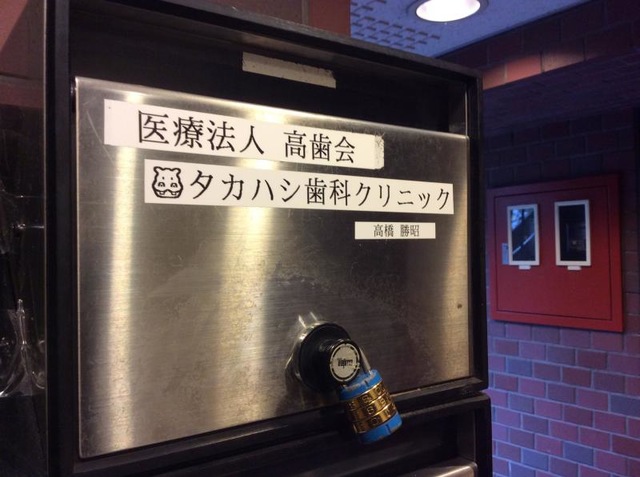 医療法人 高歯会
タカハシ歯科クリニック
高橋 勝昭